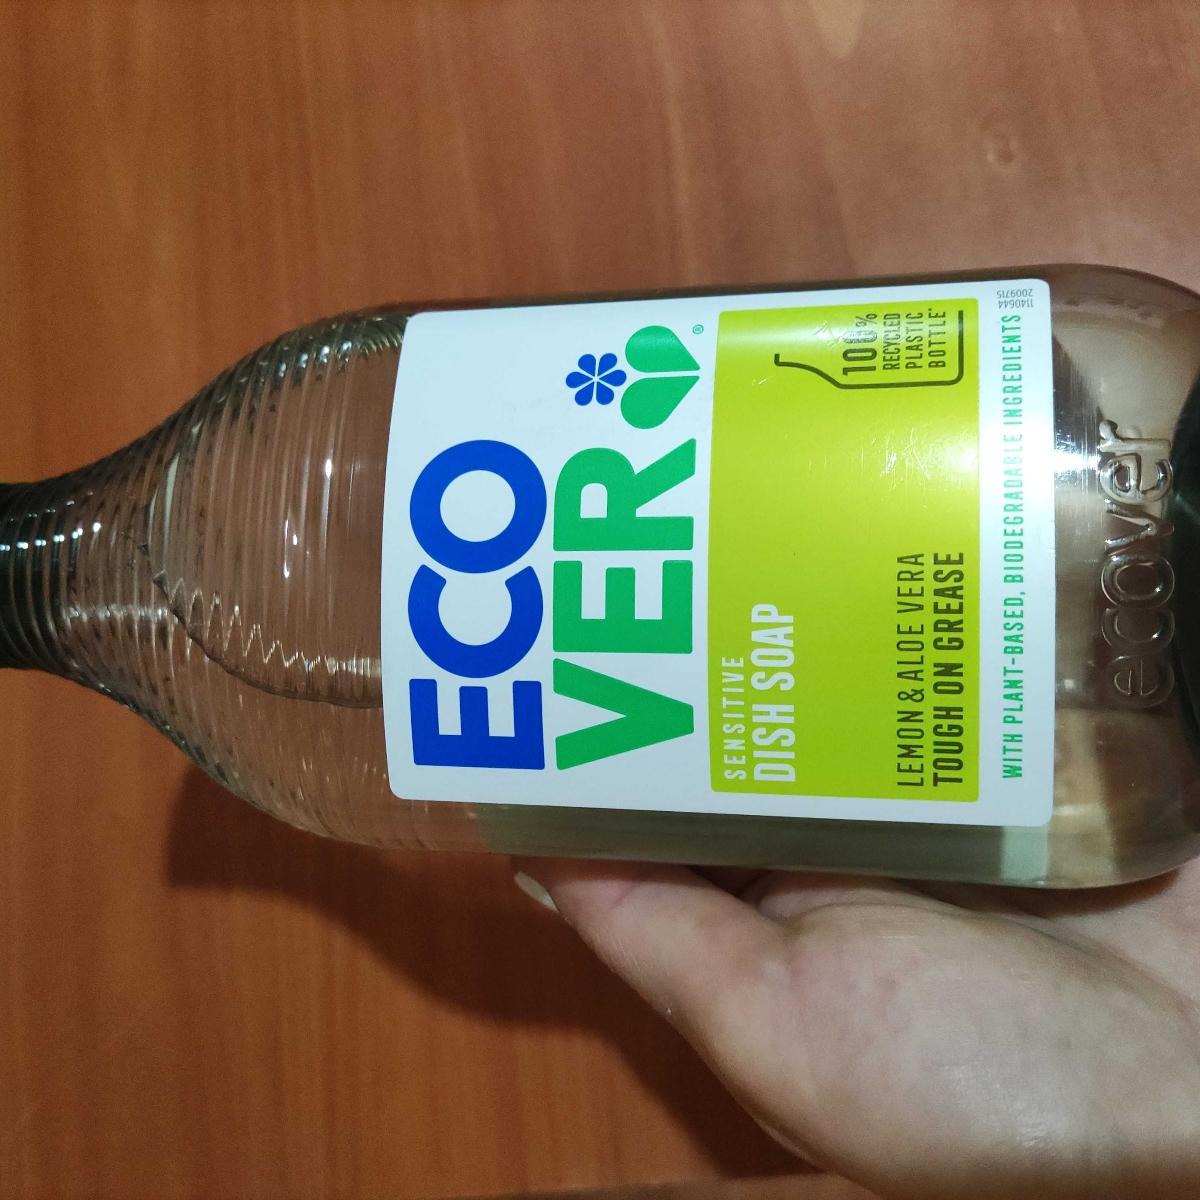 ECO
VER®
SENSITIVE
DISH SOAP
LEMON & ALOE VERA
TOUGH ON GREASE
100%
RECYCLED
PLASTIC
BOTTLE*
WITH PLANT-BASED, BIODEGRADABLE INGREDIENTS
1140644
2009715
ecover